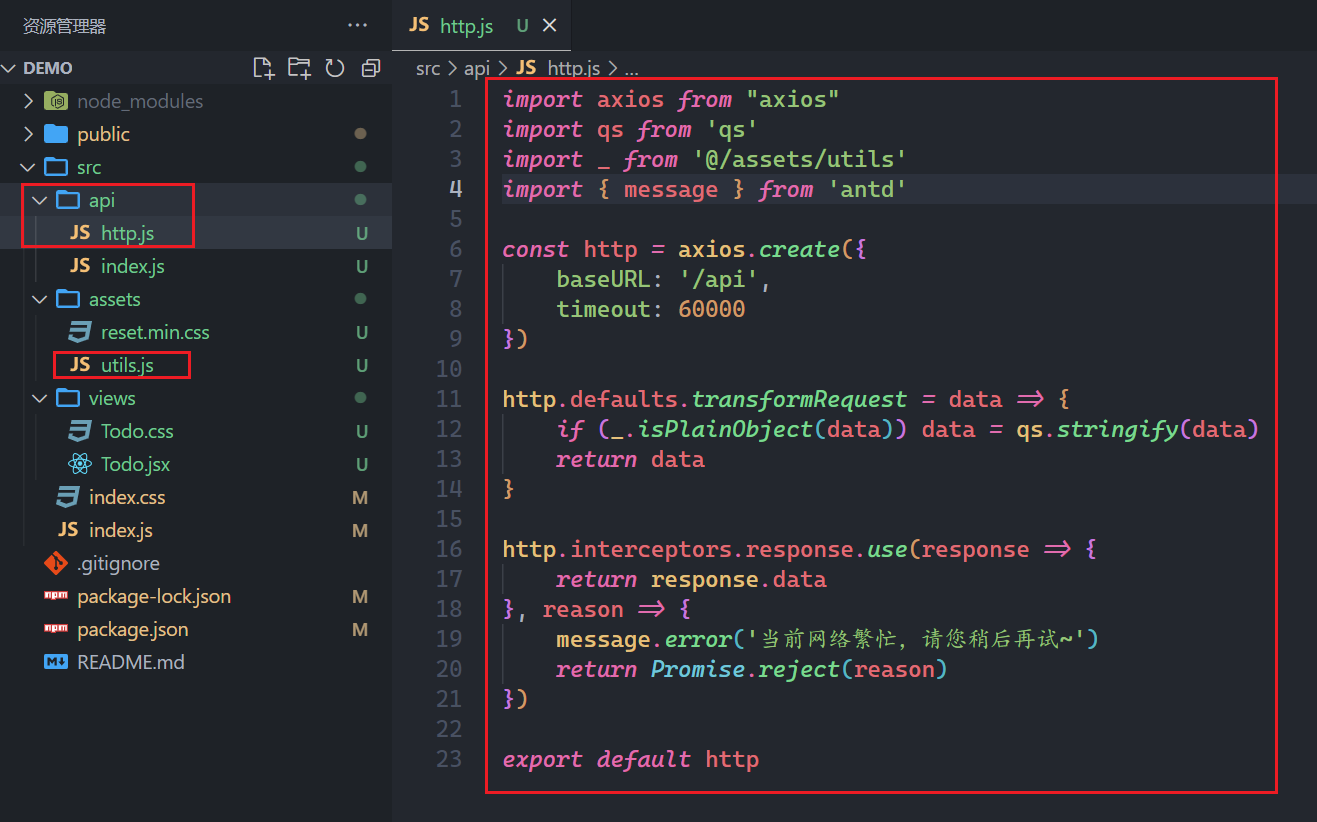 资源管理器 ···
DEMO
node_modules
public
src
api
http.js U
index.js U
assets
reset.min.css U
utils.js U
views
Todo.css U
Todo.jsx U
index.css M
index.js M
.gitignore
package-lock.json M
package.json M
README.md
JS http.js U
src > api > JS http.js > ...
1 import axios from "axios"
2 import qs from 'qs'
3 import _ from '@/assets/utils'
4 import { message } from 'antd'
5
6 const http = axios.create({
7     baseURL: '/api',
8     timeout: 60000
9 })
10
11 http.defaults.transformRequest = data => {
12     if (_.isPlainObject(data)) data = qs.stringify(data)
13     return data
14 }
15
16 http.interceptors.response.use(response => {
17     return response.data
18 }, reason => {
19     message.error('当前网络繁忙，请您稍后再试~')
20     return Promise.reject(reason)
21 })
22
23 export default http